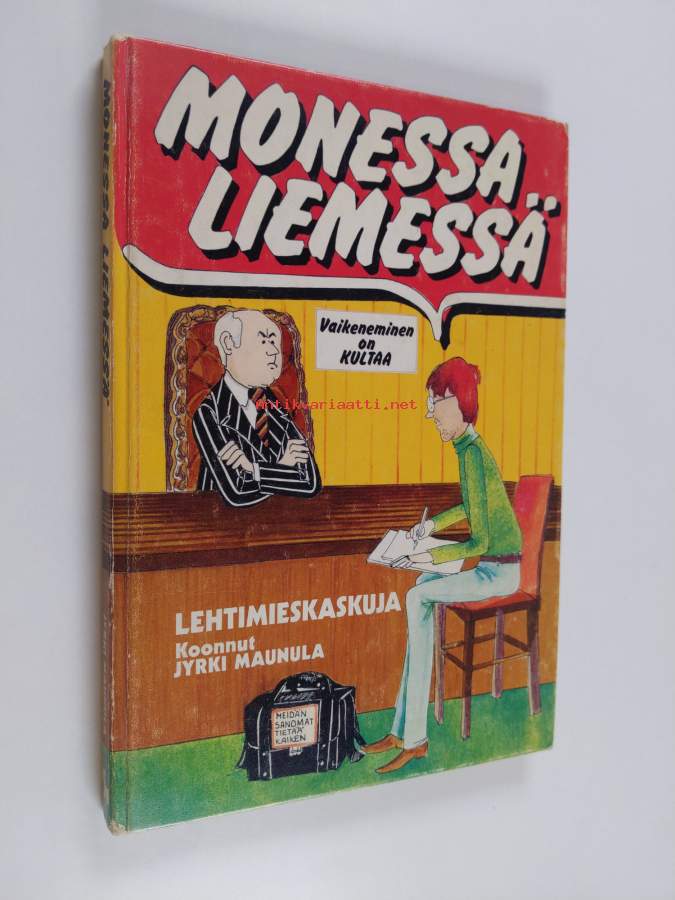 MONESSA LIEMESSÄ
MONESSA
LIEMESSÄ
Vaikeneminen
on
KULTAA
Antikvariaatti.net
LEHTIMIESKASKUJA
Koonnut
JYRKI MAUNULA
MEIDÄN
SANOMAT
TIETÄÄ
KAIKEN